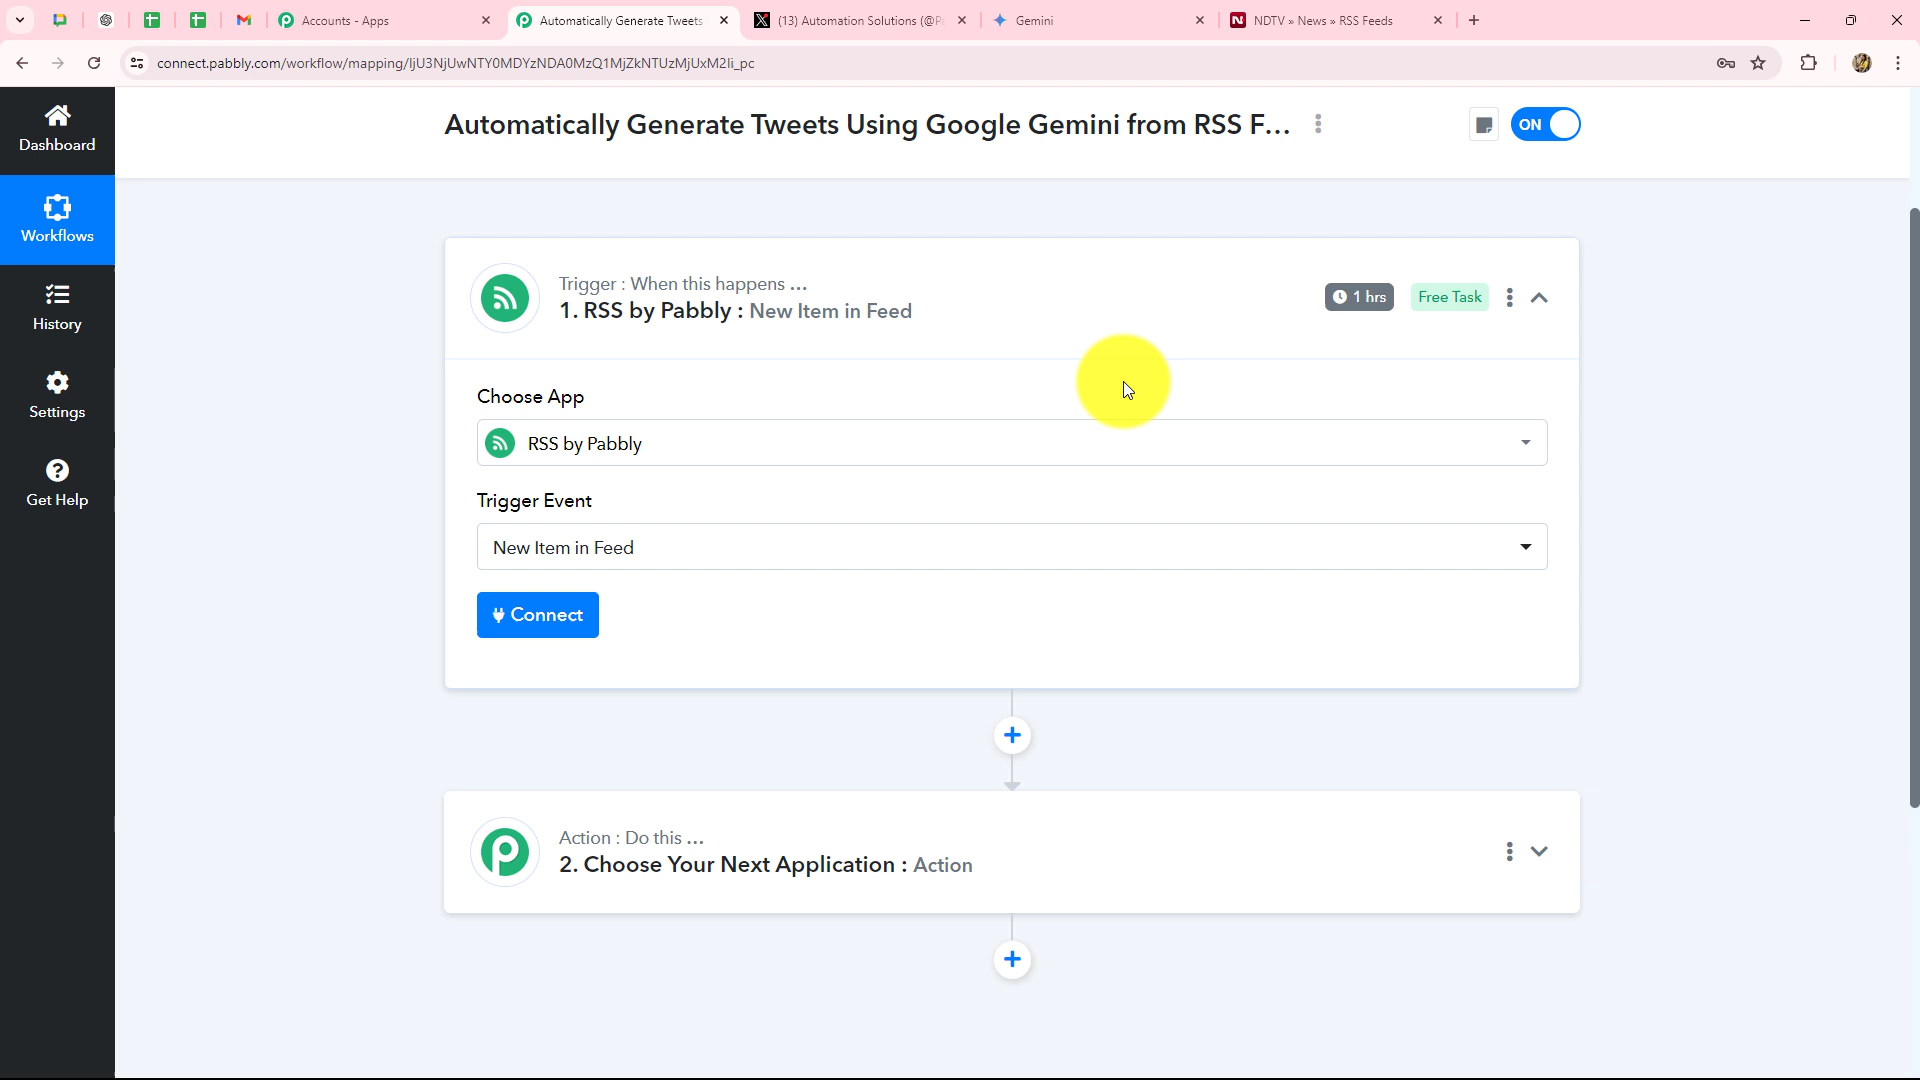 Accounts - Apps
Automatically Generate Tweets
(13) Automation Solutions (@P
Gemini
NDTV » News » RSS Feeds
connect.pabbly.com/workflow/mapping/IjU3NjUwNTY0MDYzNDA0MzQ1MjZkNTUzMjUxM2Ii_pc
Dashboard
Workflows
History
Settings
Get Help
Automatically Generate Tweets Using Google Gemini from RSS F...
ON
Trigger : When this happens ...
1. RSS by Pabbly : New Item in Feed
1 hrs
Free Task
Choose App
RSS by Pabbly
Trigger Event
New Item in Feed
Connect
Action : Do this ...
2. Choose Your Next Application : Action